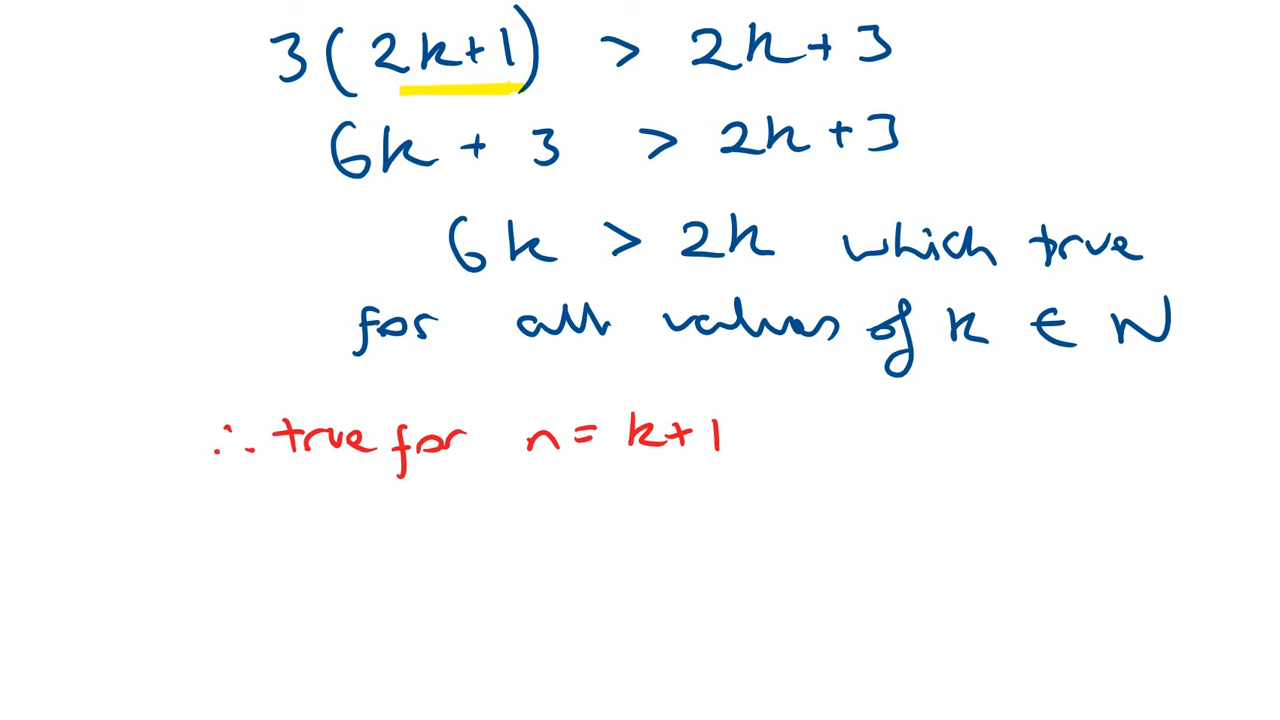 3(2k+1) > 2k+3
6k + 3 > 2k+3
6k > 2k which true
for all values of k ∈ N
∴ true for n = k+1